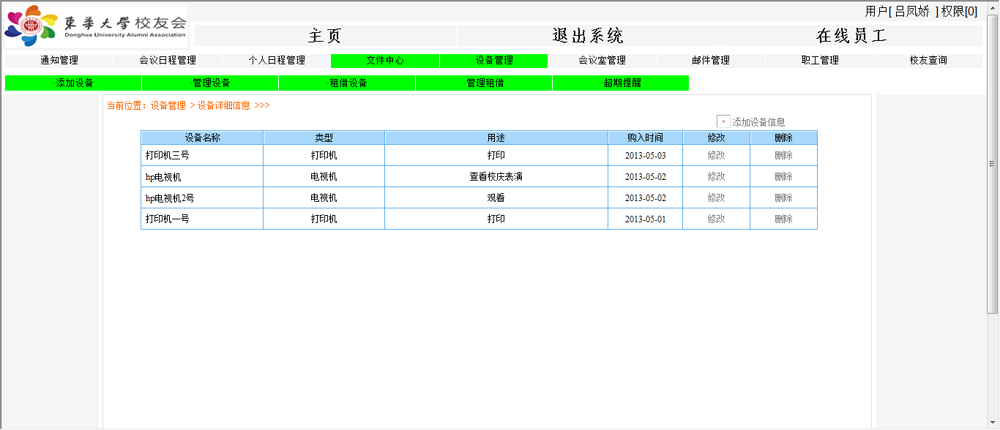 用户[ 吕凤娇 ] 权限[0]
東華大學校友会
Donghua University Alumni Association
主页 退出系统 在线员工
通知管理 会议日程管理 个人日程管理 文件中心 设备管理 会议室管理 邮件管理 职工管理 校友查询
·添加设备 ·管理设备 ·租借设备 ·管理租借 ·超期提醒
当前位置：设备管理 > 设备详细信息 >>>
添加设备信息
设备名称 类型 用途 购入时间 修改 删除
打印机三号 打印机 打印 2013-05-03 修改 删除
hp电视机 电视机 查看校庆表演 2013-05-02 修改 删除
hp电视机2号 电视机 观看 2013-05-02 修改 删除
打印机一号 打印机 打印 2013-05-01 修改 删除